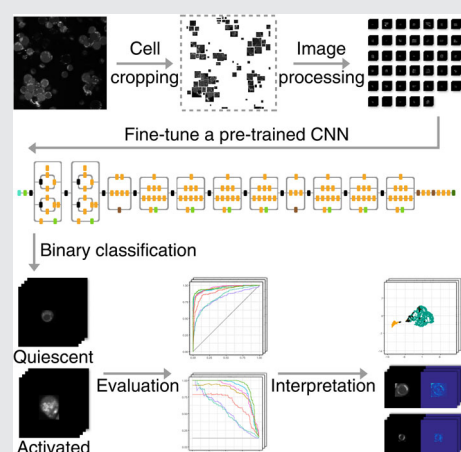 Cell
cropping
Image
processing
Fine-tune a pre-trained CNN
Binary classification
Quiescent
Evaluation
Interpretation
Activated